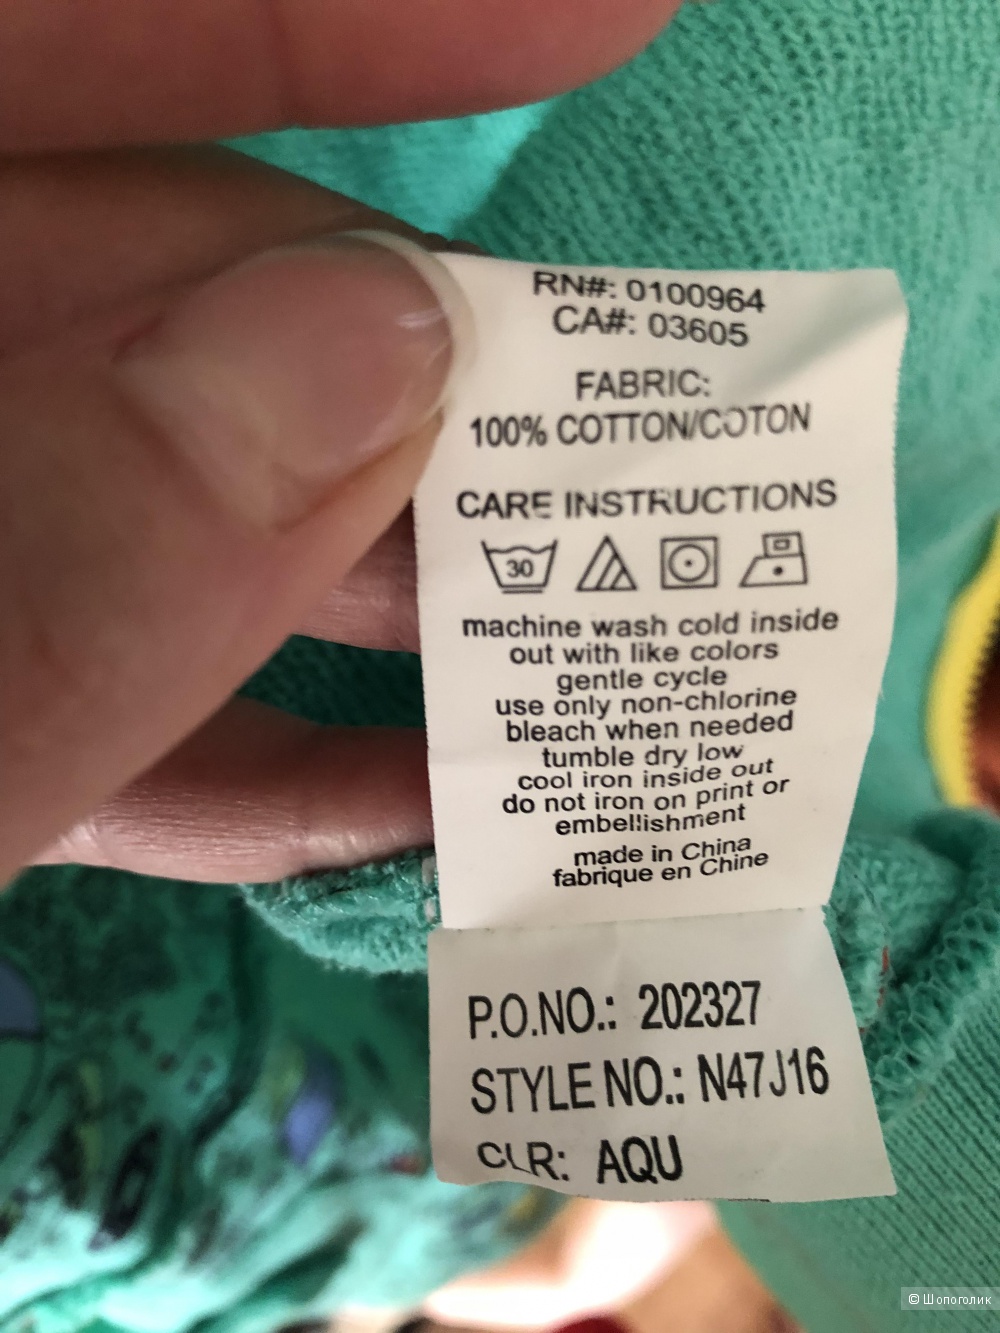 RN#: 0100964
CA#: 03605
FABRIC:
100% COTTON/COTON
CARE INSTRUCTIONS
30
machine wash cold inside
out with like colors
gentle cycle
use only non-chlorine
bleach when needed
tumble dry low
cool iron inside out
do not iron on print or
embellishment
made in China
fabrique en Chine
P.O.NO.: 202327
STYLE NO.: N47J16
CLR: AQU
© Шопоголик